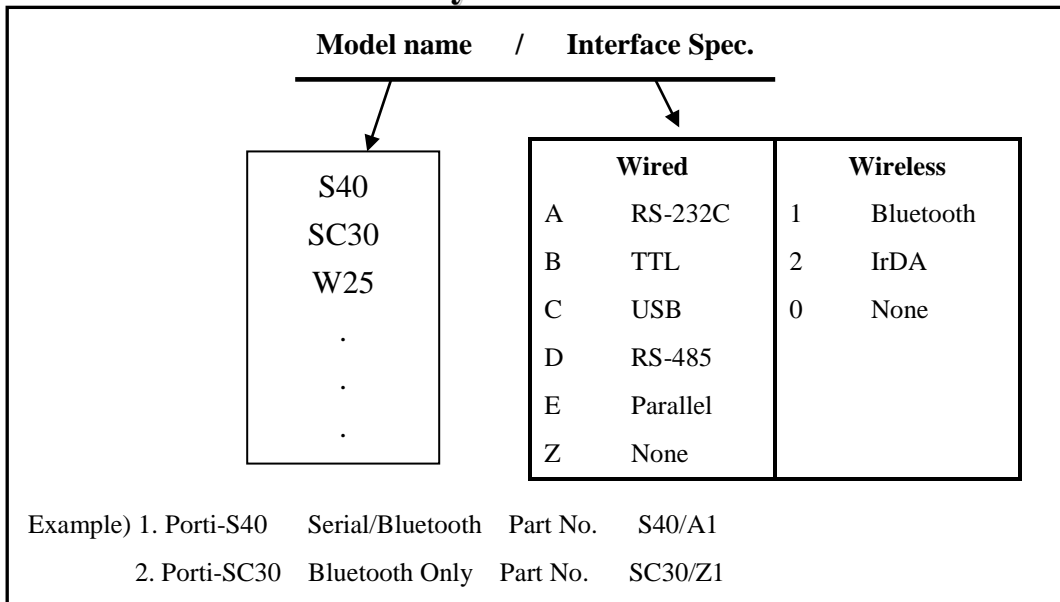 Model name / Interface Spec.
S40
SC30
W25
.
.
.
Wired Wireless
A RS-232C 1 Bluetooth
B TTL 2 IrDA
C USB 0 None
D RS-485
E Parallel
Z None
Example) 1. Porti-S40 Serial/Bluetooth Part No. S40/A1
2. Porti-SC30 Bluetooth Only Part No. SC30/Z1